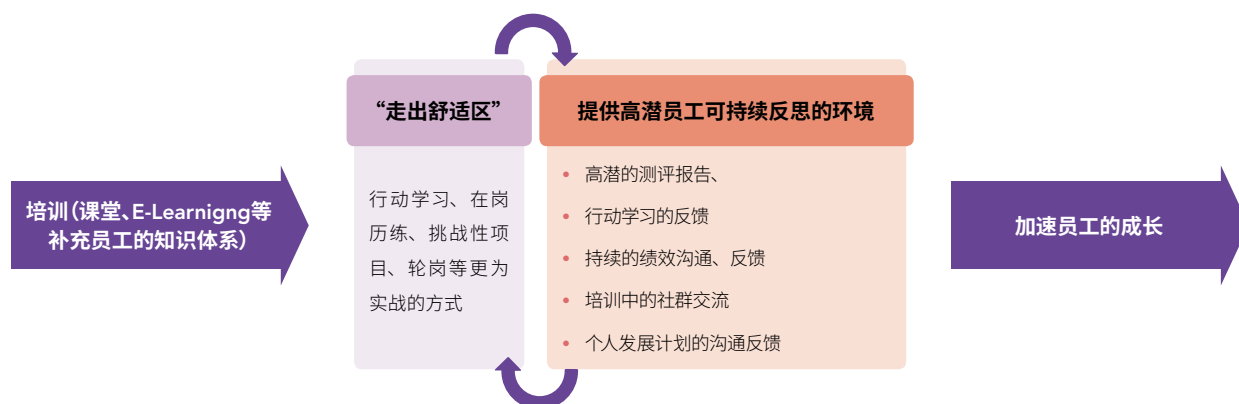 培训（课堂、E-Learnigng等
补充员工的知识体系）
“走出舒适区”
行动学习、在岗
历练、挑战性项
目、轮岗等更为
实战的方式
提供高潜员工可持续反思的环境
• 高潜的测评报告、
• 行动学习的反馈
• 持续的绩效沟通、反馈
• 培训中的社群交流
• 个人发展计划的沟通反馈
加速员工的成长